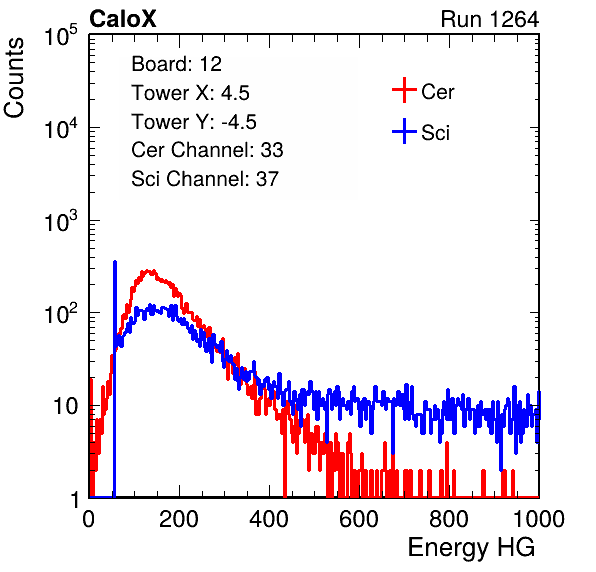 CaloX Run 1264
Counts
10^5
10^4
10^3
10^2
10
1
Board: 12
Tower X: 4.5
Tower Y: -4.5
Cer Channel: 33
Sci Channel: 37
Cer
Sci
0 200 400 600 800 1000
Energy HG